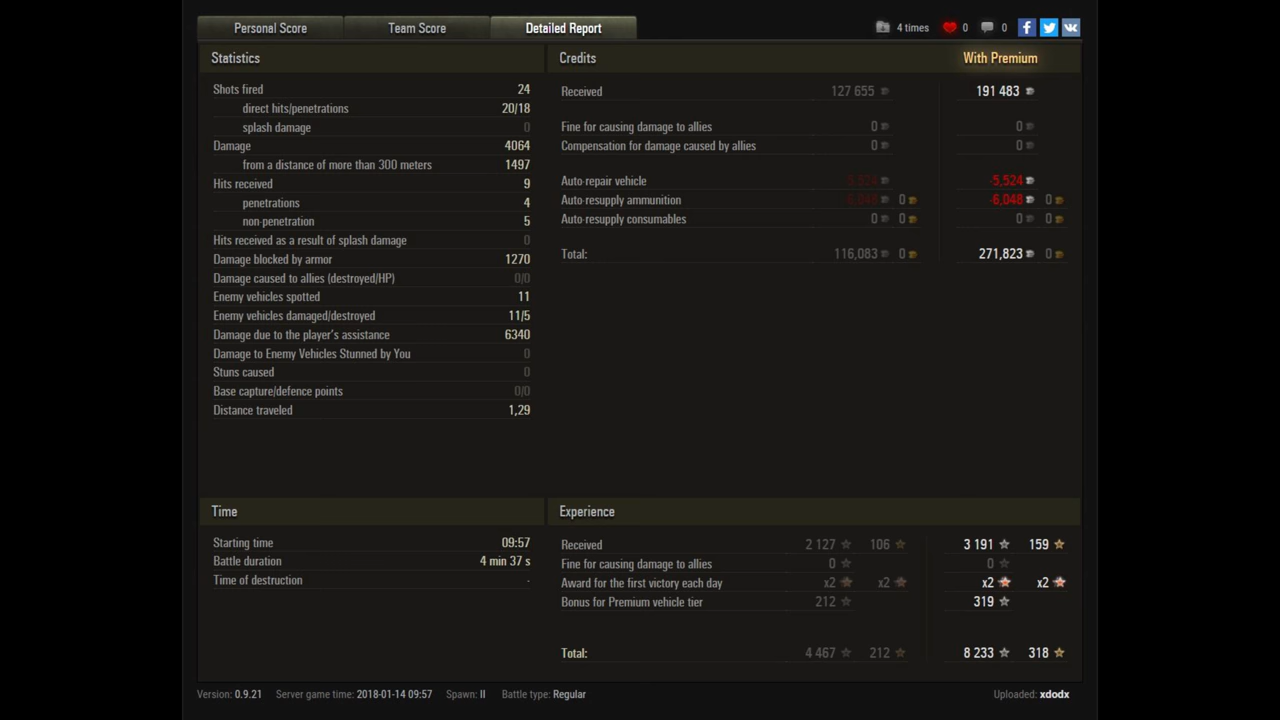 Personal Score Team Score Detailed Report 4 times 0 0
Statistics
Shots fired 24
direct hits/penetrations 20/18
splash damage 0
Damage 4064
from a distance of more than 300 meters 1497
Hits received 9
penetrations 4
non-penetration 5
Hits received as a result of splash damage 0
Damage blocked by armor 1270
Damage caused to allies (destroyed/HP) 0/0
Enemy vehicles spotted 11
Enemy vehicles damaged/destroyed 11/5
Damage due to the player's assistance 6340
Damage to Enemy Vehicles Stunned by You 0
Stuns caused 0
Base capture/defence points 0/0
Distance traveled 1,29
Credits With Premium
Received 127 655 191 483
Fine for causing damage to allies 0 0
Compensation for damage caused by allies 0 0
Auto repair vehicle -5,524 -5,524
Auto resupply ammunition -6,048 0 -6,048 0
Auto resupply consumables 0 0 0 0
Total: 116,083 0 271,823 0
Time
Starting time 09:57
Battle duration 4 min 37 s
Time of destruction -
Experience
Received 2 127 106 3 191 159
Fine for causing damage to allies 0 0
Award for the first victory each day x2 x2 x2 x2
Bonus for Premium vehicle tier 212 319
Total: 4 467 212 8 233 318
Version: 0.9.21 Server game time: 2018-01-14 09:57 Spawn: II Battle type: Regular Uploaded: xdodx